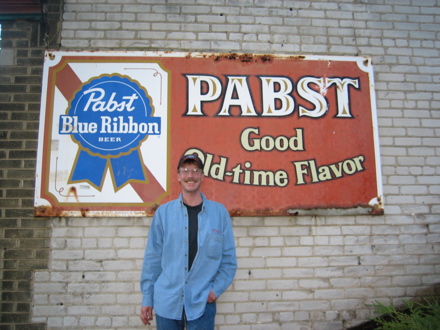 Pabst
Blue Ribbon
BEER
PABST
Good
Old-time Flavor